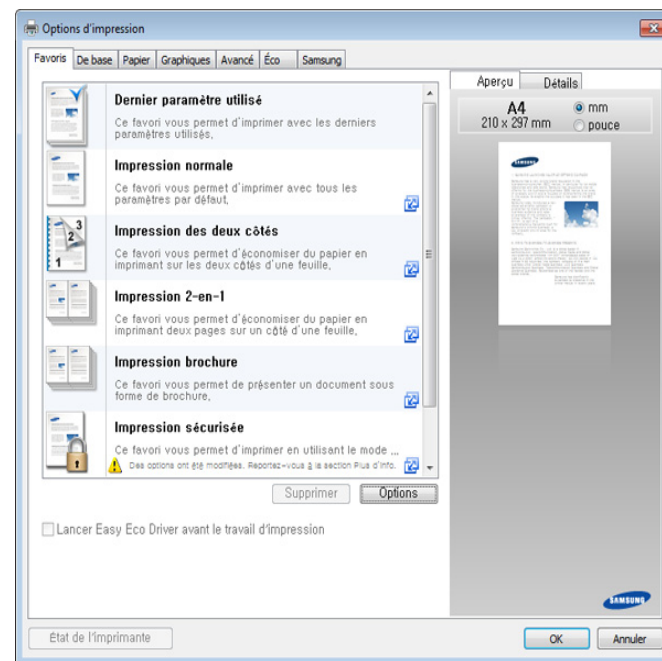 Options d'impression
Favoris De base Papier Graphiques Avancé Éco Samsung
Dernier paramètre utilisé
Ce favori vous permet d'imprimer avec les derniers
paramètres utilisés.
Impression normale
Ce favori vous permet d'imprimer avec tous les
paramètres par défaut.
Impression des deux côtés
Ce favori vous permet d'économiser du papier en
imprimant sur les deux côtés d'une feuille.
Impression 2-en-1
Ce favori vous permet d'économiser du papier en
imprimant deux pages sur un côté d'une feuille.
Impression brochure
Ce favori vous permet de présenter un document sous
forme de brochure.
Impression sécurisée
Ce favori vous permet d'imprimer en utilisant le mode ...
Des options ont été modifiées. Reportez-vous à la section Plus d'info.
Supprimer Options
Lancer Easy Eco Driver avant le travail d'impression
État de l'imprimante
Aperçu Détails
A4
210 x 297 mm
mm
pouce
SAMSUNG
OK Annuler